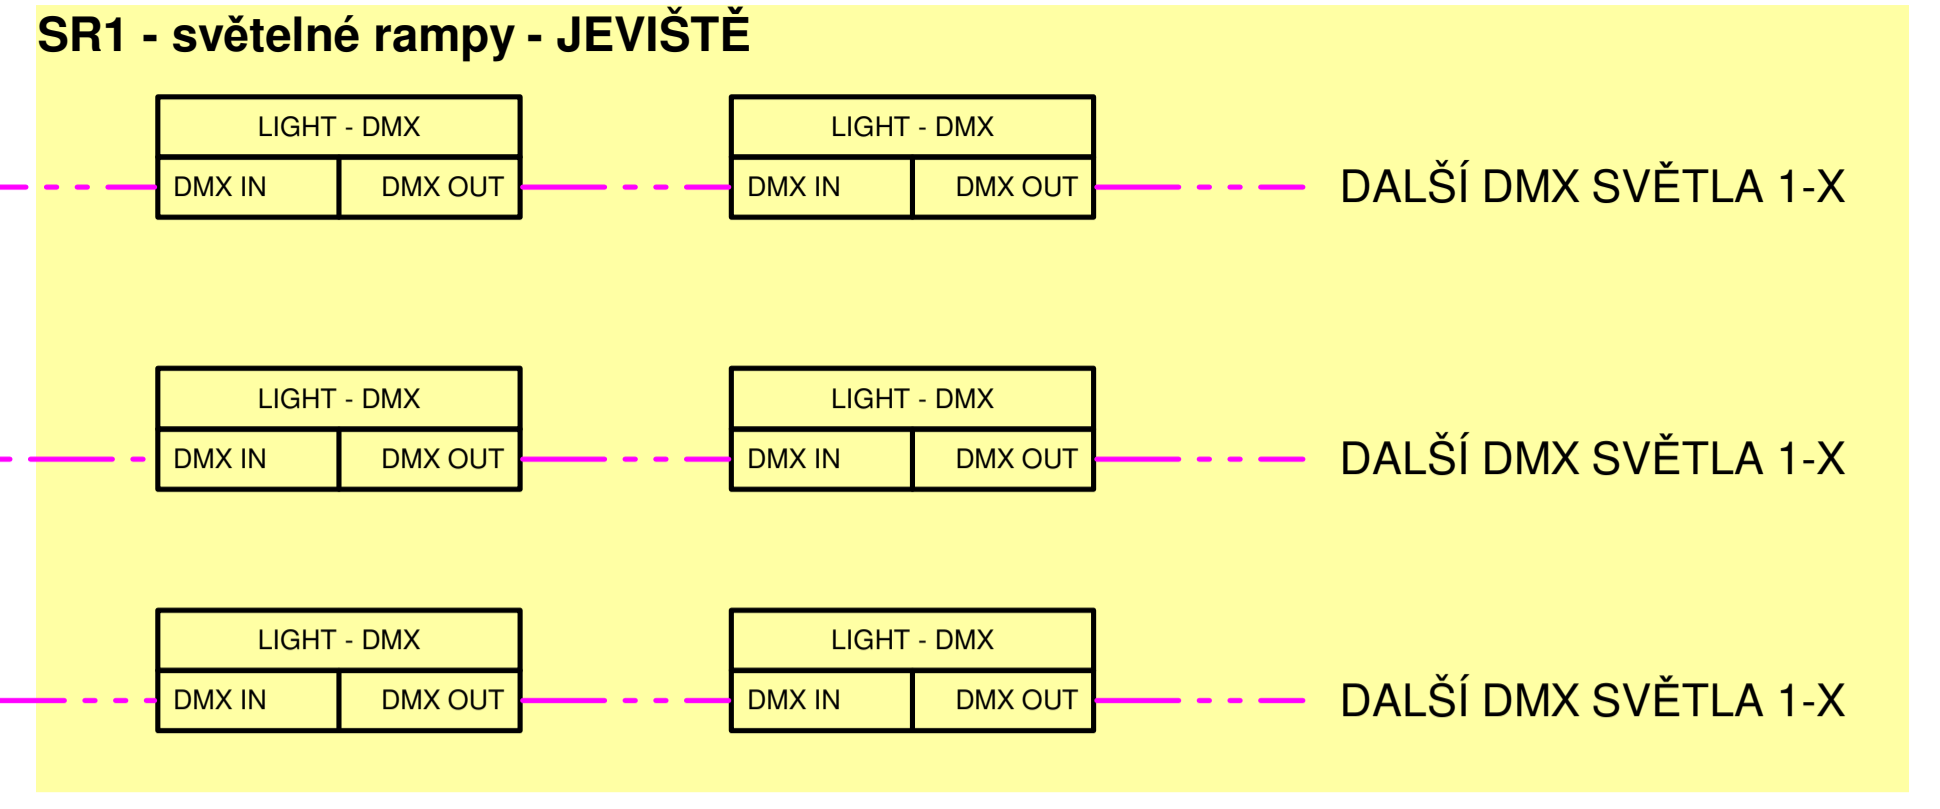 SR1 - světelné rampy - JEVIŠTĚ
LIGHT - DMX LIGHT - DMX
DMX IN DMX OUT DMX IN DMX OUT DALŠÍ DMX SVĚTLA 1-X
LIGHT - DMX LIGHT - DMX
DMX IN DMX OUT DMX IN DMX OUT DALŠÍ DMX SVĚTLA 1-X
LIGHT - DMX LIGHT - DMX
DMX IN DMX OUT DMX IN DMX OUT DALŠÍ DMX SVĚTLA 1-X